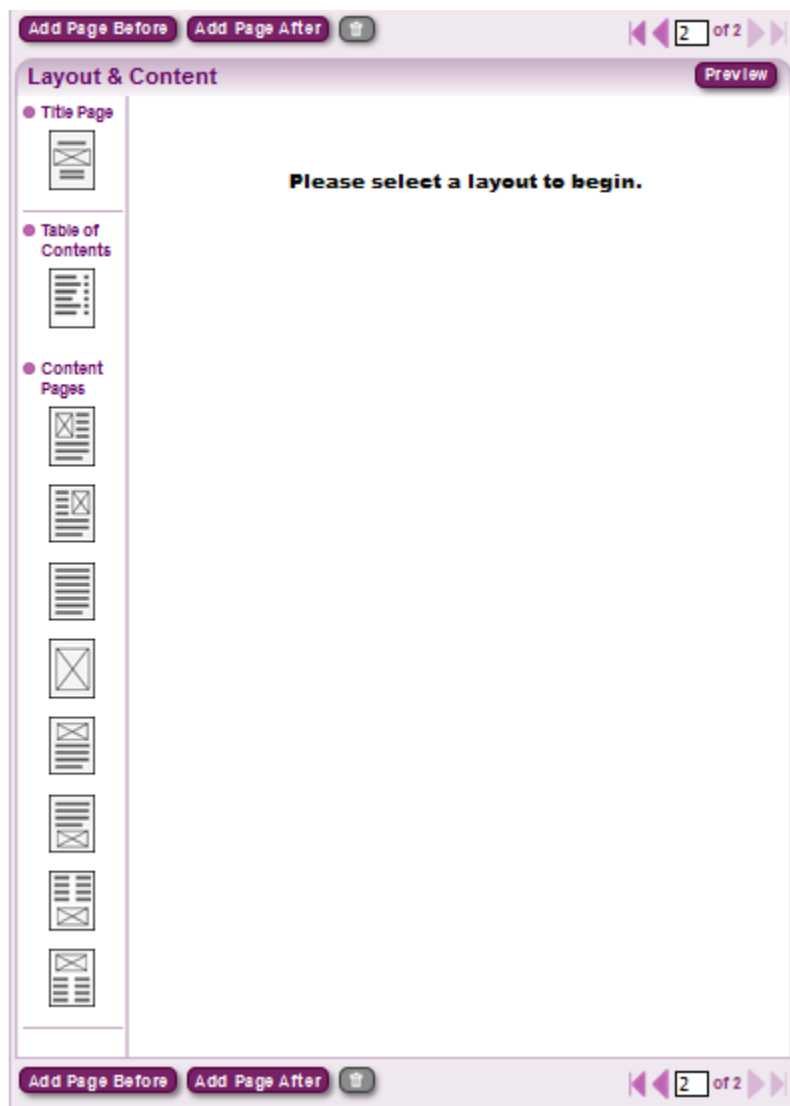 Add Page Before Add Page After 2 of 2
Layout & Content Preview
Title Page
Please select a layout to begin.
Table of
Contents
Content
Pages
Add Page Before Add Page After 2 of 2